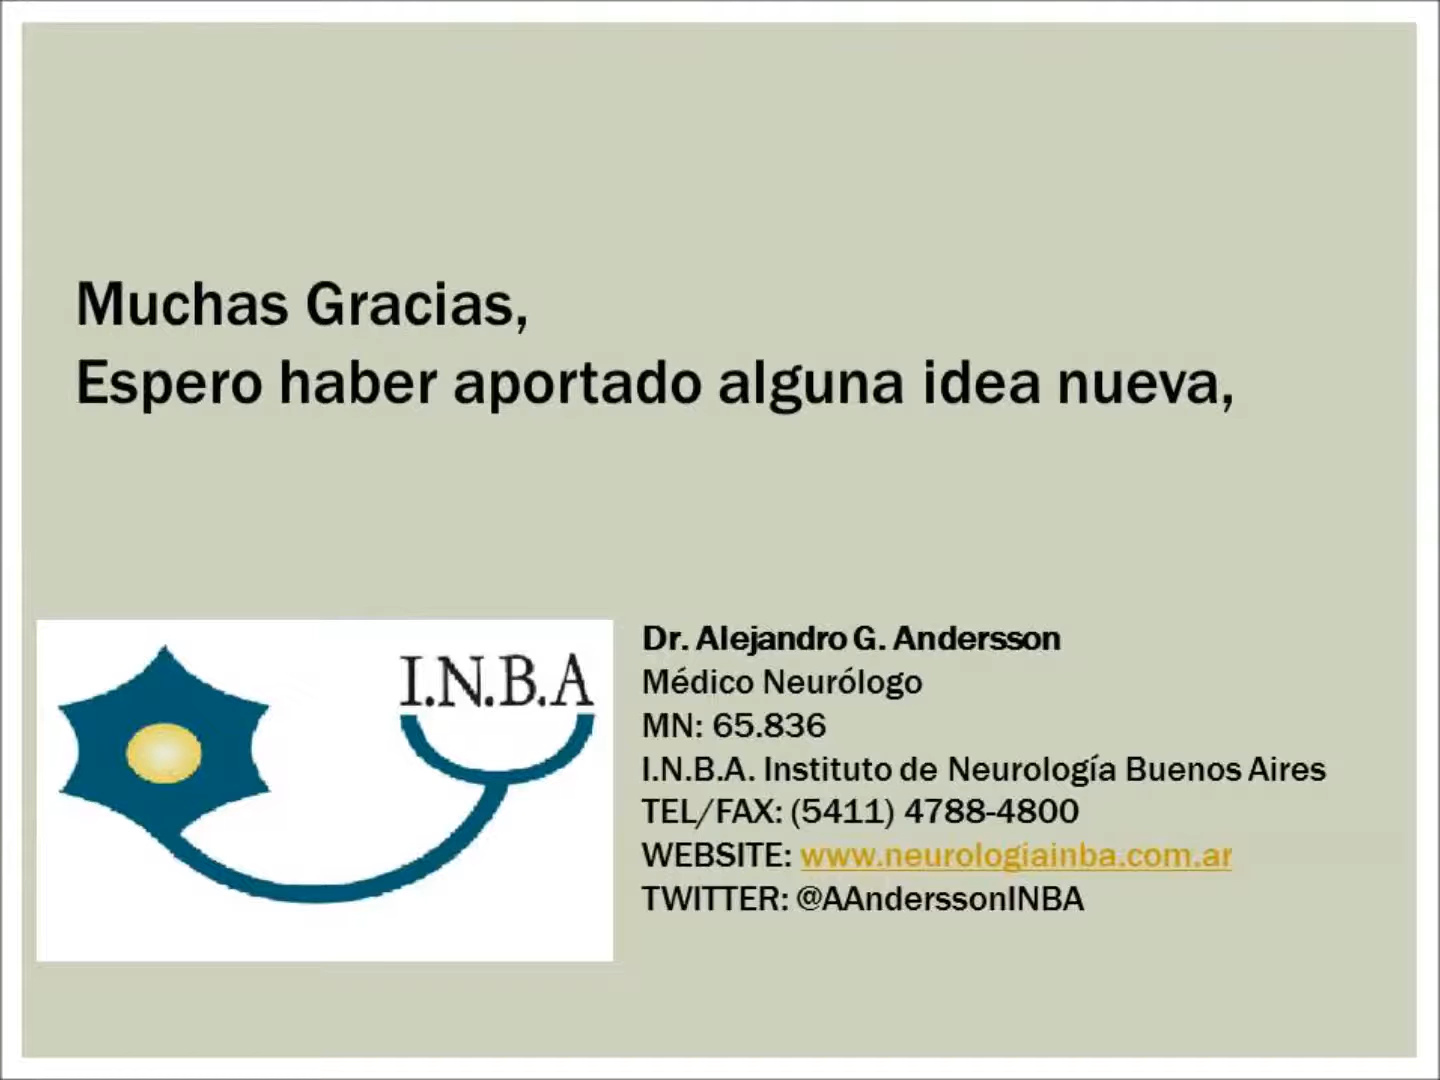 Muchas Gracias,
Espero haber aportado alguna idea nueva,
I.N.B.A
Dr. Alejandro G. Andersson
Médico Neurólogo
MN: 65.836
I.N.B.A. Instituto de Neurología Buenos Aires
TEL/FAX: (5411) 4788-4800
WEBSITE: www.neurologiainba.com.ar
TWITTER: @AAnderssonINBA